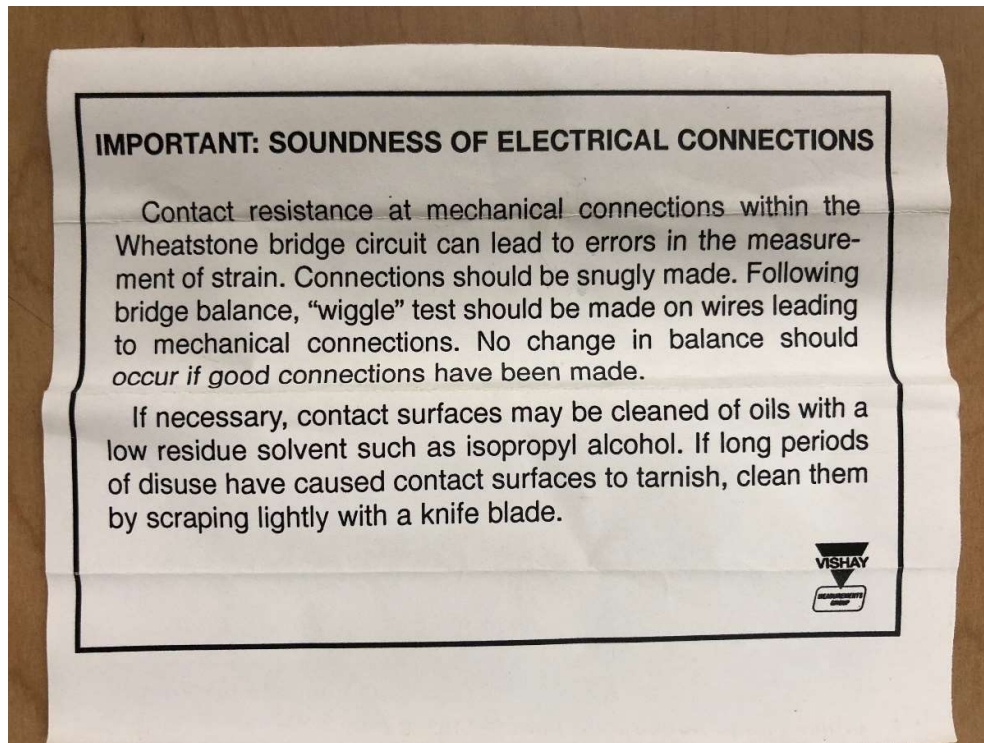 IMPORTANT: SOUNDNESS OF ELECTRICAL CONNECTIONS
Contact resistance at mechanical connections within the
Wheatstone bridge circuit can lead to errors in the measure-
ment of strain. Connections should be snugly made. Following
bridge balance, “wiggle” test should be made on wires leading
to mechanical connections. No change in balance should
occur if good connections have been made.
If necessary, contact surfaces may be cleaned of oils with a
low residue solvent such as isopropyl alcohol. If long periods
of disuse have caused contact surfaces to tarnish, clean them
by scraping lightly with a knife blade.
VISHAY
MEASUREMENTS
GROUP